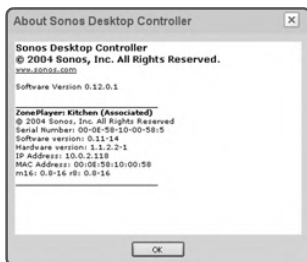 About Sonos Desktop Controller
Sonos Desktop Controller
© 2004 Sonos, Inc. All Rights Reserved.
www.sonos.com
Software Version 0.12.0.1
ZonePlayer: Kitchen (Associated)
© 2004 Sonos, Inc. All Rights Reserved
Serial Number: 00-0E-58-10-00-58:5
Software version: 0.11-14
Hardware version: 1.1.2.2-1
IP Address: 10.0.2.118
MAC Address: 00:0E:58:10:00:58
m16: 0.8-16 r8: 0.8-16
OK